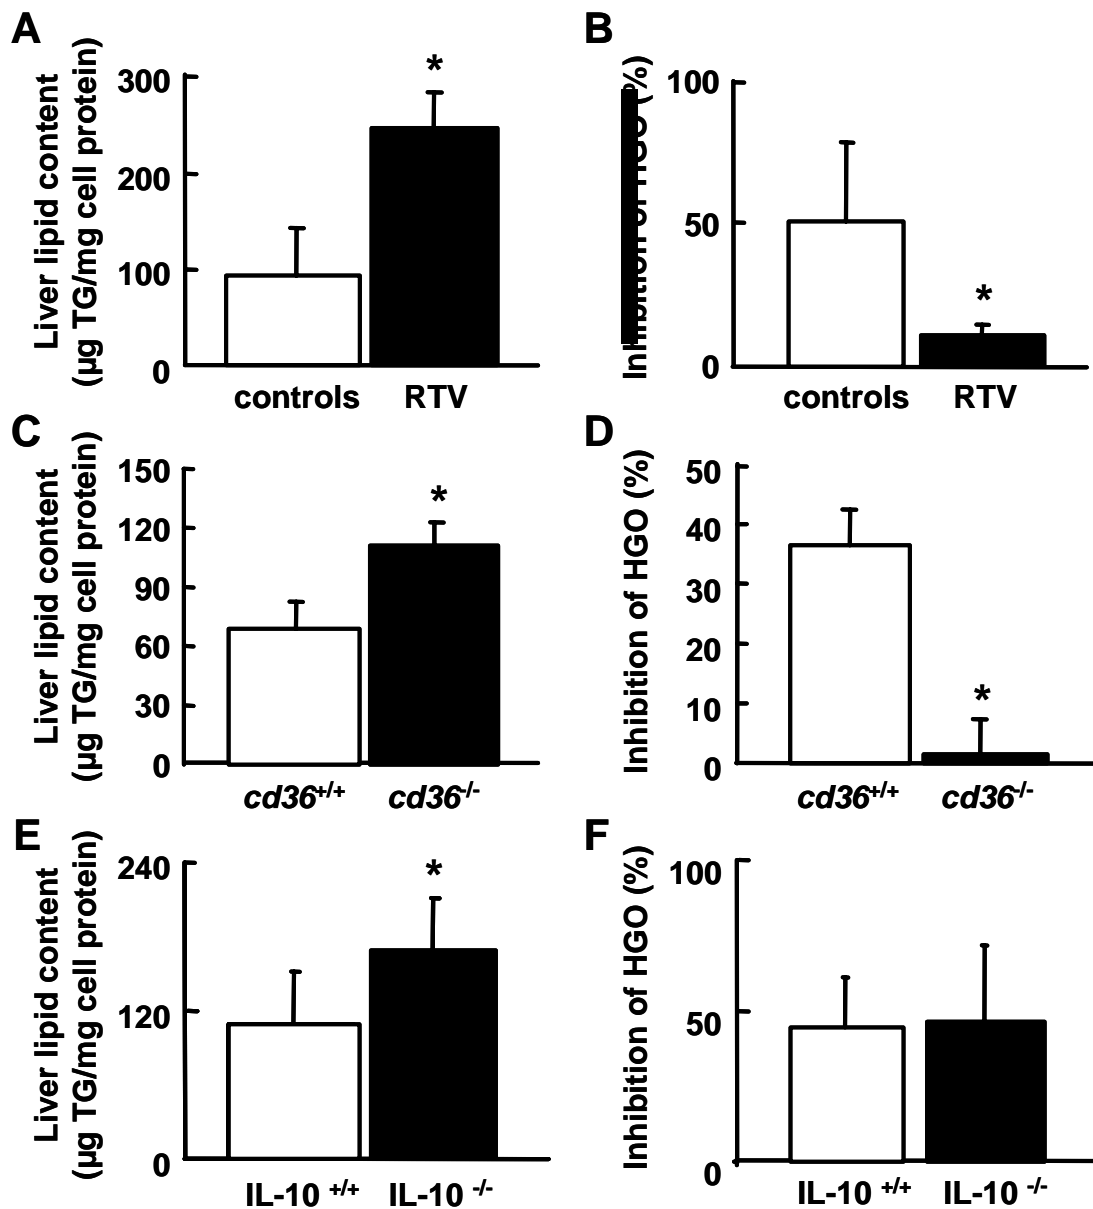 A
Liver lipid content
(µg TG/mg cell protein)
300
200
100
0
*
controls RTV
B
Inhibition of HGO (%)
100
50
0
*
controls RTV
C
Liver lipid content
(µg TG/mg cell protein)
150
120
90
60
30
0
*
cd36+/+ cd36-/-
D
Inhibition of HGO (%)
50
40
30
20
10
0
*
cd36+/+ cd36-/-
E
Liver lipid content
(µg TG/mg cell protein)
240
120
0
*
IL-10 +/+ IL-10 -/-
F
Inhibition of HGO (%)
100
50
0
IL-10 +/+ IL-10 -/-